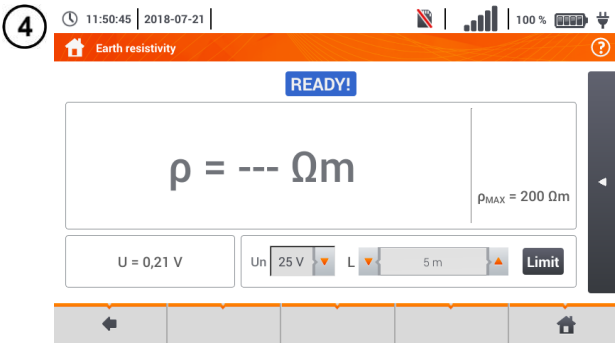 4
11:50:45 2018-07-21 100 %
Earth resistivity ?
READY!
ρ = --- Ωm
ρMAX = 200 Ωm
U = 0,21 V
Un 25 V L 5 m Limit